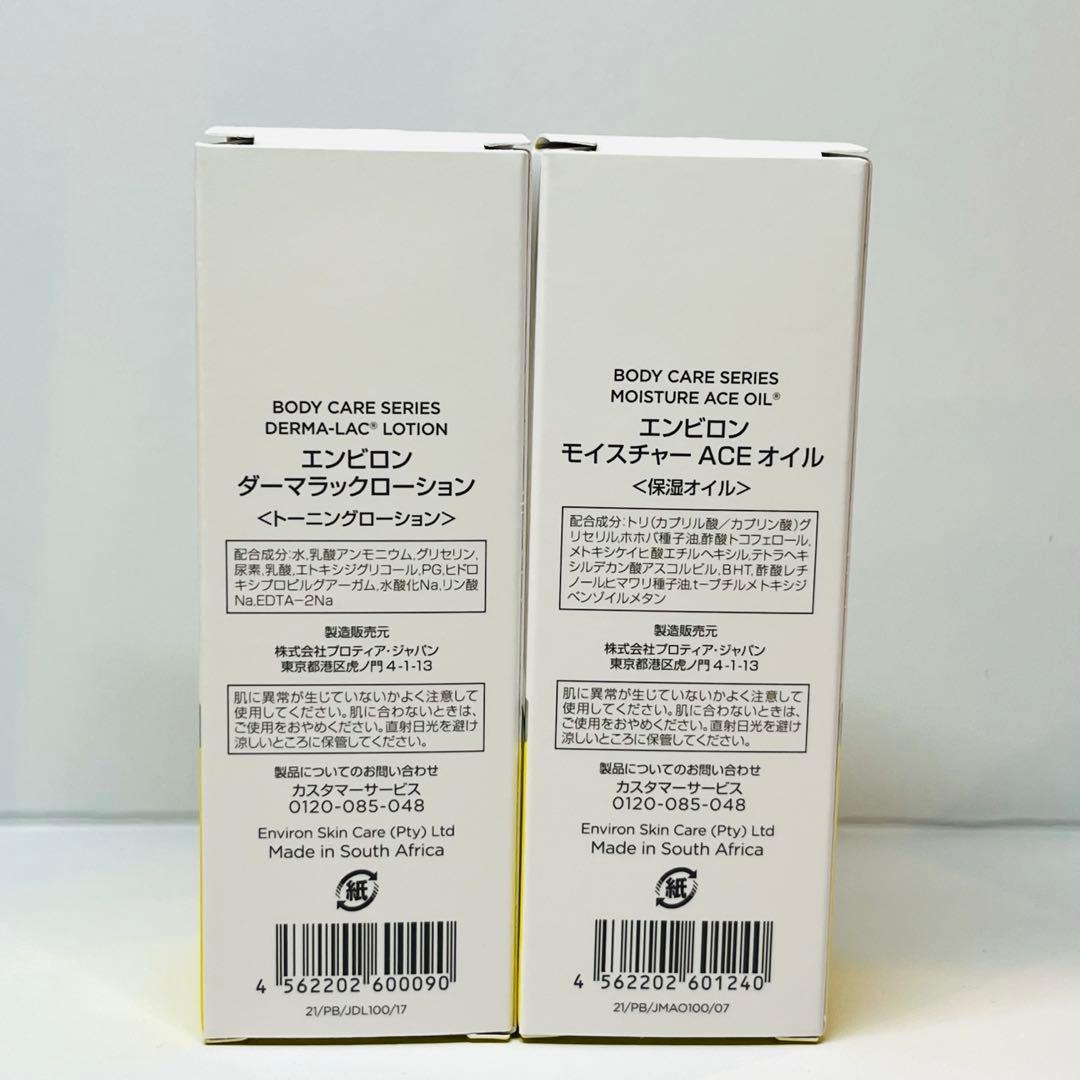 BODY CARE SERIES
DERMA-LAC® LOTION
エンビロン
ダーマラックローション
＜トーニングローション＞
配合成分:水,乳酸アンモニウム,グリセリン,
尿素,乳酸,エトキシジグリコール,PG,ヒドロ
キシプロピルグアーガム,水酸化Na,リン酸
Na,EDTA−2Na
製造販売元
株式会社プロティア・ジャパン
東京都港区虎ノ門 4-1-13
肌に異常が生じていないかよく注意して
使用してください。肌に合わないときは、
ご使用をおやめください。直射日光を避け
涼しいところに保管してください。
製品についてのお問い合わせ
カスタマーサービス
0120-085-048
Environ Skin Care (Pty) Ltd
Made in South Africa
紙
4 562202 600090
21/PB/JDL100/17
BODY CARE SERIES
MOISTURE ACE OIL®
エンビロン
モイスチャー ACE オイル
＜保湿オイル＞
配合成分:トリ(カプリル酸／カプリン酸)グ
リセリル,ホホバ種子油,酢酸トコフェロール,
メトキシケイヒ酸エチルヘキシル,テトラヘキ
シルデカン酸アスコルビル,BHT,酢酸レチ
ノールヒマワリ種子油,t−ブチルメトキシジ
ベンゾイルメタン
製造販売元
株式会社プロティア・ジャパン
東京都港区虎ノ門 4-1-13
肌に異常が生じていないかよく注意して
使用してください。肌に合わないときは、
ご使用をおやめください。直射日光を避け
涼しいところに保管してください。
製品についてのお問い合わせ
カスタマーサービス
0120-085-048
Environ Skin Care (Pty) Ltd
Made in South Africa
紙
4 562202 601240
21/PB/JMAO100/07